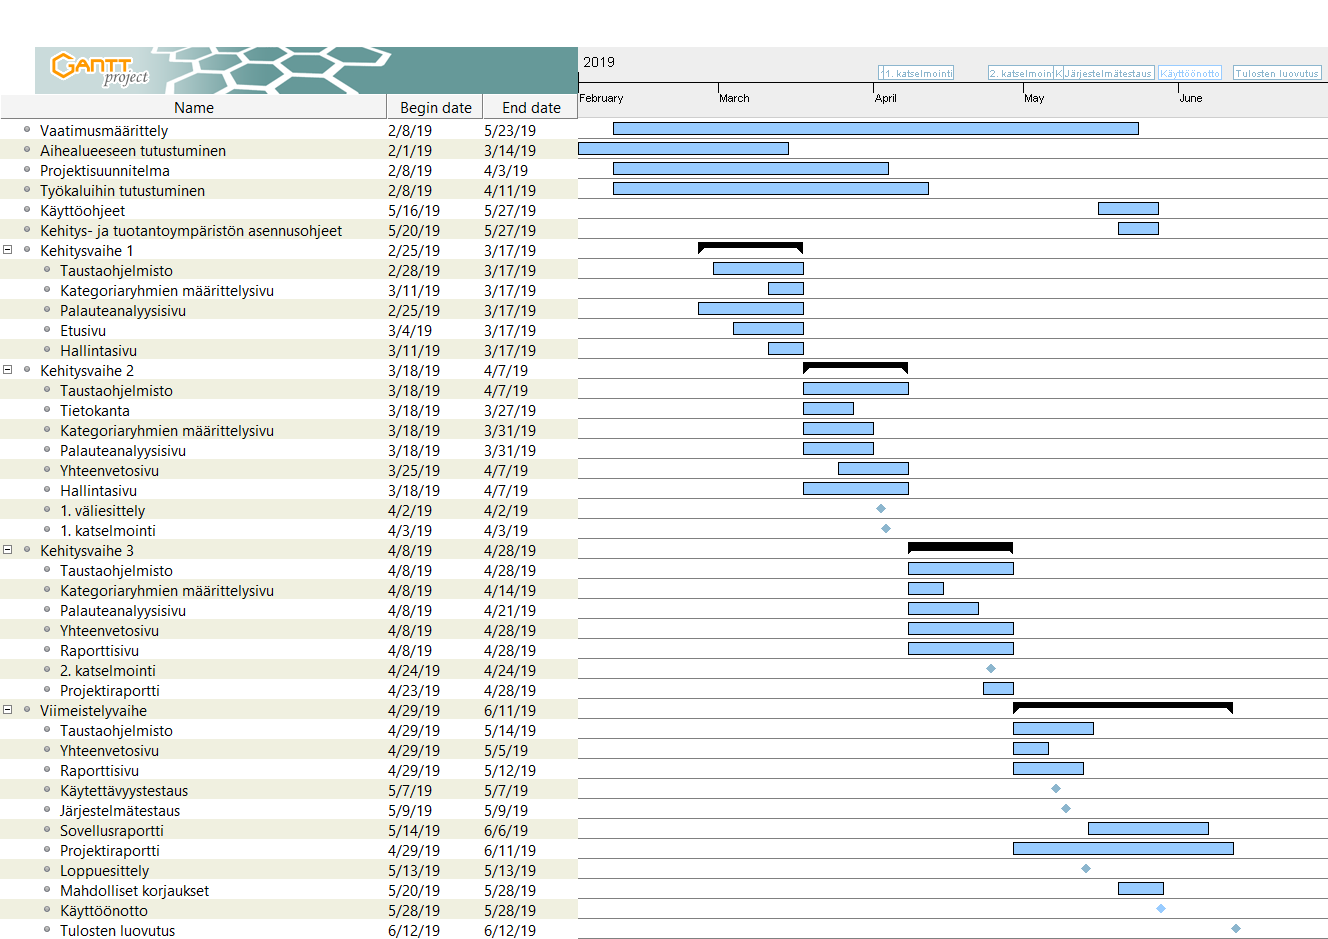 GANTT
project
2019
1. katselmointi
2. katselmoin
K
Järjestelmätestaus
Käyttöönotto
Tulosten luovutus
Name Begin date End date
February March April May June
Vaatimusmäärittely 2/8/19 5/23/19
Aihealueeseen tutustuminen 2/1/19 3/14/19
Projektisuunnitelma 2/8/19 4/3/19
Työkaluihin tutustuminen 2/8/19 4/11/19
Käyttöohjeet 5/16/19 5/27/19
Kehitys- ja tuotantoympäristön asennusohjeet 5/20/19 5/27/19
Kehitysvaihe 1 2/25/19 3/17/19
Taustaohjelmisto 2/28/19 3/17/19
Kategoriaryhmien määrittelysivu 3/11/19 3/17/19
Palauteanalyysisivu 2/25/19 3/17/19
Etusivu 3/4/19 3/17/19
Hallintasivu 3/11/19 3/17/19
Kehitysvaihe 2 3/18/19 4/7/19
Taustaohjelmisto 3/18/19 4/7/19
Tietokanta 3/18/19 3/27/19
Kategoriaryhmien määrittelysivu 3/18/19 3/31/19
Palauteanalyysisivu 3/18/19 3/31/19
Yhteenvetosivu 3/25/19 4/7/19
Hallintasivu 3/18/19 4/7/19
1. väliesittely 4/2/19 4/2/19
1. katselmointi 4/3/19 4/3/19
Kehitysvaihe 3 4/8/19 4/28/19
Taustaohjelmisto 4/8/19 4/28/19
Kategoriaryhmien määrittelysivu 4/8/19 4/14/19
Palauteanalyysisivu 4/8/19 4/21/19
Yhteenvetosivu 4/8/19 4/28/19
Raporttisivu 4/8/19 4/28/19
2. katselmointi 4/24/19 4/24/19
Projektiraportti 4/23/19 4/28/19
Viimeistelyvaihe 4/29/19 6/11/19
Taustaohjelmisto 4/29/19 5/14/19
Yhteenvetosivu 4/29/19 5/5/19
Raporttisivu 4/29/19 5/12/19
Käytettävyystestaus 5/7/19 5/7/19
Järjestelmätestaus 5/9/19 5/9/19
Sovellusraportti 5/14/19 6/6/19
Projektiraportti 4/29/19 6/11/19
Loppuesittely 5/13/19 5/13/19
Mahdolliset korjaukset 5/20/19 5/28/19
Käyttöönotto 5/28/19 5/28/19
Tulosten luovutus 6/12/19 6/12/19